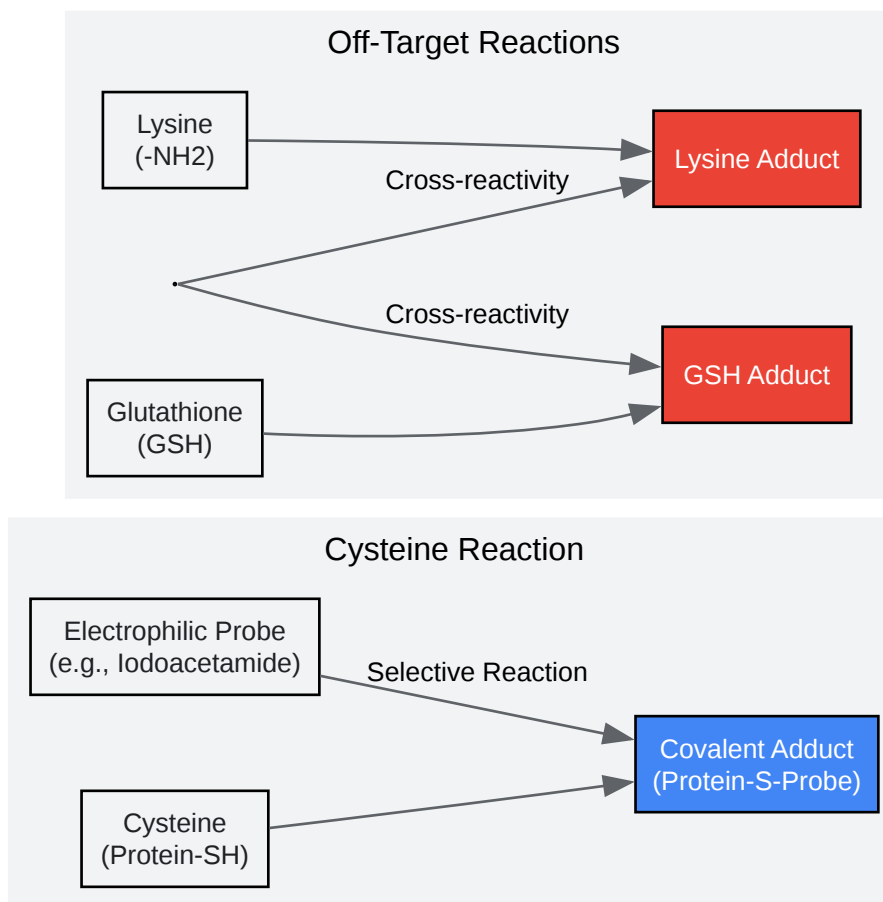 Off-Target Reactions
Lysine
(-NH2)
Lysine Adduct
Cross-reactivity
Cross-reactivity
GSH Adduct
Glutathione
(GSH)
Cysteine Reaction
Electrophilic Probe
(e.g., Iodoacetamide)
Selective Reaction
Covalent Adduct
(Protein-S-Probe)
Cysteine
(Protein-SH)